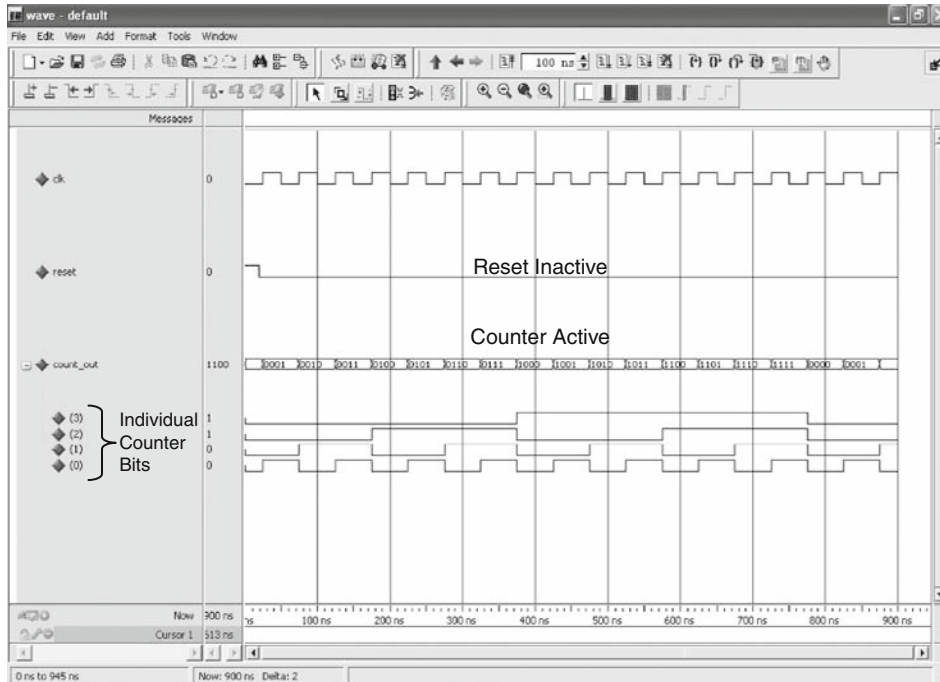 wave - default
File Edit View Add Format Tools Window
100 ns
Messages
clk 0
reset 0
Reset Inactive
Counter Active
count_out 1100 0001 0010 0011 0100 0101 0110 0111 1000 1001 1010 1011 1100 1101 1110 1111 0000 0001
(3) 1
(2) 1
(1) 0
(0) 0
Individual
Counter
Bits
Now 900 ns
ns 100 ns 200 ns 300 ns 400 ns 500 ns 600 ns 700 ns 800 ns 900 ns
Cursor 1 613 ns
0 ns to 945 ns Now: 900 ns Delta: 2